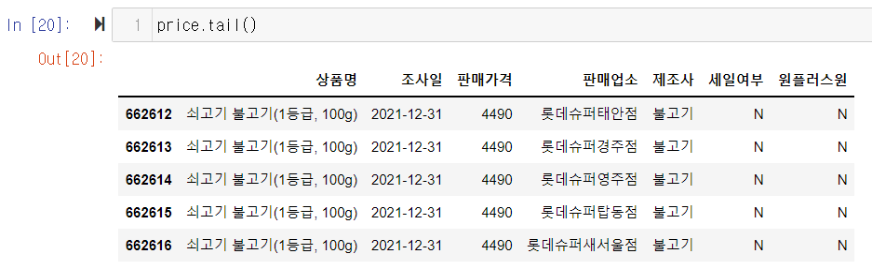 In [20]: 1 price.tail()
Out[20]:
상품명 조사일 판매가격 판매업소 제조사 세일여부 원플러스원
662612 쇠고기 불고기(1등급, 100g) 2021-12-31 4490 롯데슈퍼태안점 불고기 N N
662613 쇠고기 불고기(1등급, 100g) 2021-12-31 4490 롯데슈퍼경주점 불고기 N N
662614 쇠고기 불고기(1등급, 100g) 2021-12-31 4490 롯데슈퍼영주점 불고기 N N
662615 쇠고기 불고기(1등급, 100g) 2021-12-31 4490 롯데슈퍼탑동점 불고기 N N
662616 쇠고기 불고기(1등급, 100g) 2021-12-31 4490 롯데슈퍼새서울점 불고기 N N